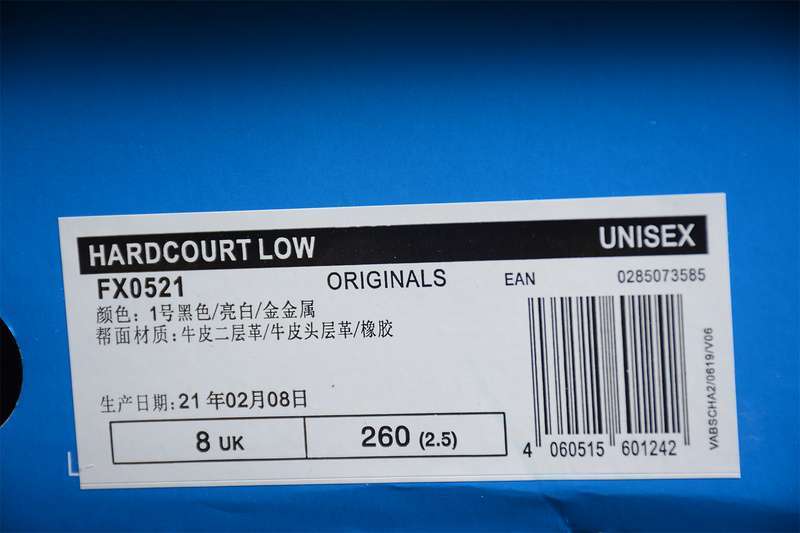 HARDCOURT LOW UNISEX
FX0521 ORIGINALS EAN 0285073585
颜色：1号黑色/亮白/金金属
帮面材质：牛皮二层革/牛皮头层革/橡胶
生产日期:21 年02月08日
8 UK 260 (2.5)
4 060515 601242
VABSCHA2/0619/V06
L